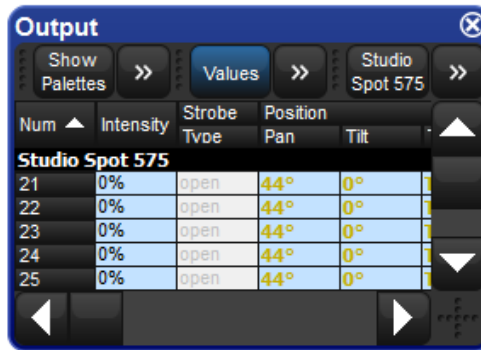 Output
Show Palettes » Values » Studio Spot 575 »
Num Intensity Strobe Position
Type Pan Tilt T
Studio Spot 575
21 0% open 44° 0° T
22 0% open 44° 0° T
23 0% open 44° 0° T
24 0% open 44° 0° T
25 0% open 44° 0° T